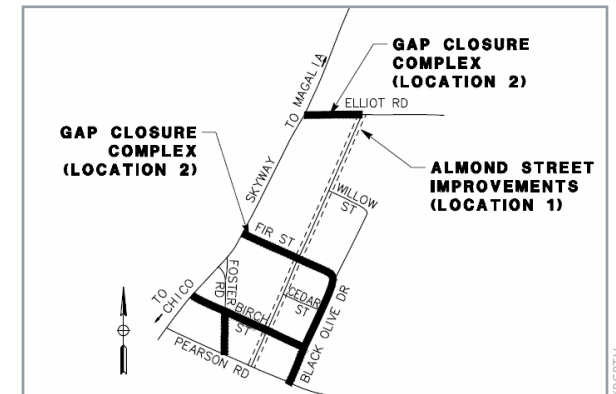 GAP CLOSURE
COMPLEX
(LOCATION 2)
TO MAGALIA
ELLIOT RD
GAP CLOSURE
COMPLEX
(LOCATION 2)
ALMOND STREET
IMPROVEMENTS
(LOCATION 1)
SKYWAY
WILLOW
ST
FIR ST
FOSTER
RD
CEDAR
ST
TO
CHICO
BIRCH
ST
BLACK OLIVE DR
PEARSON RD